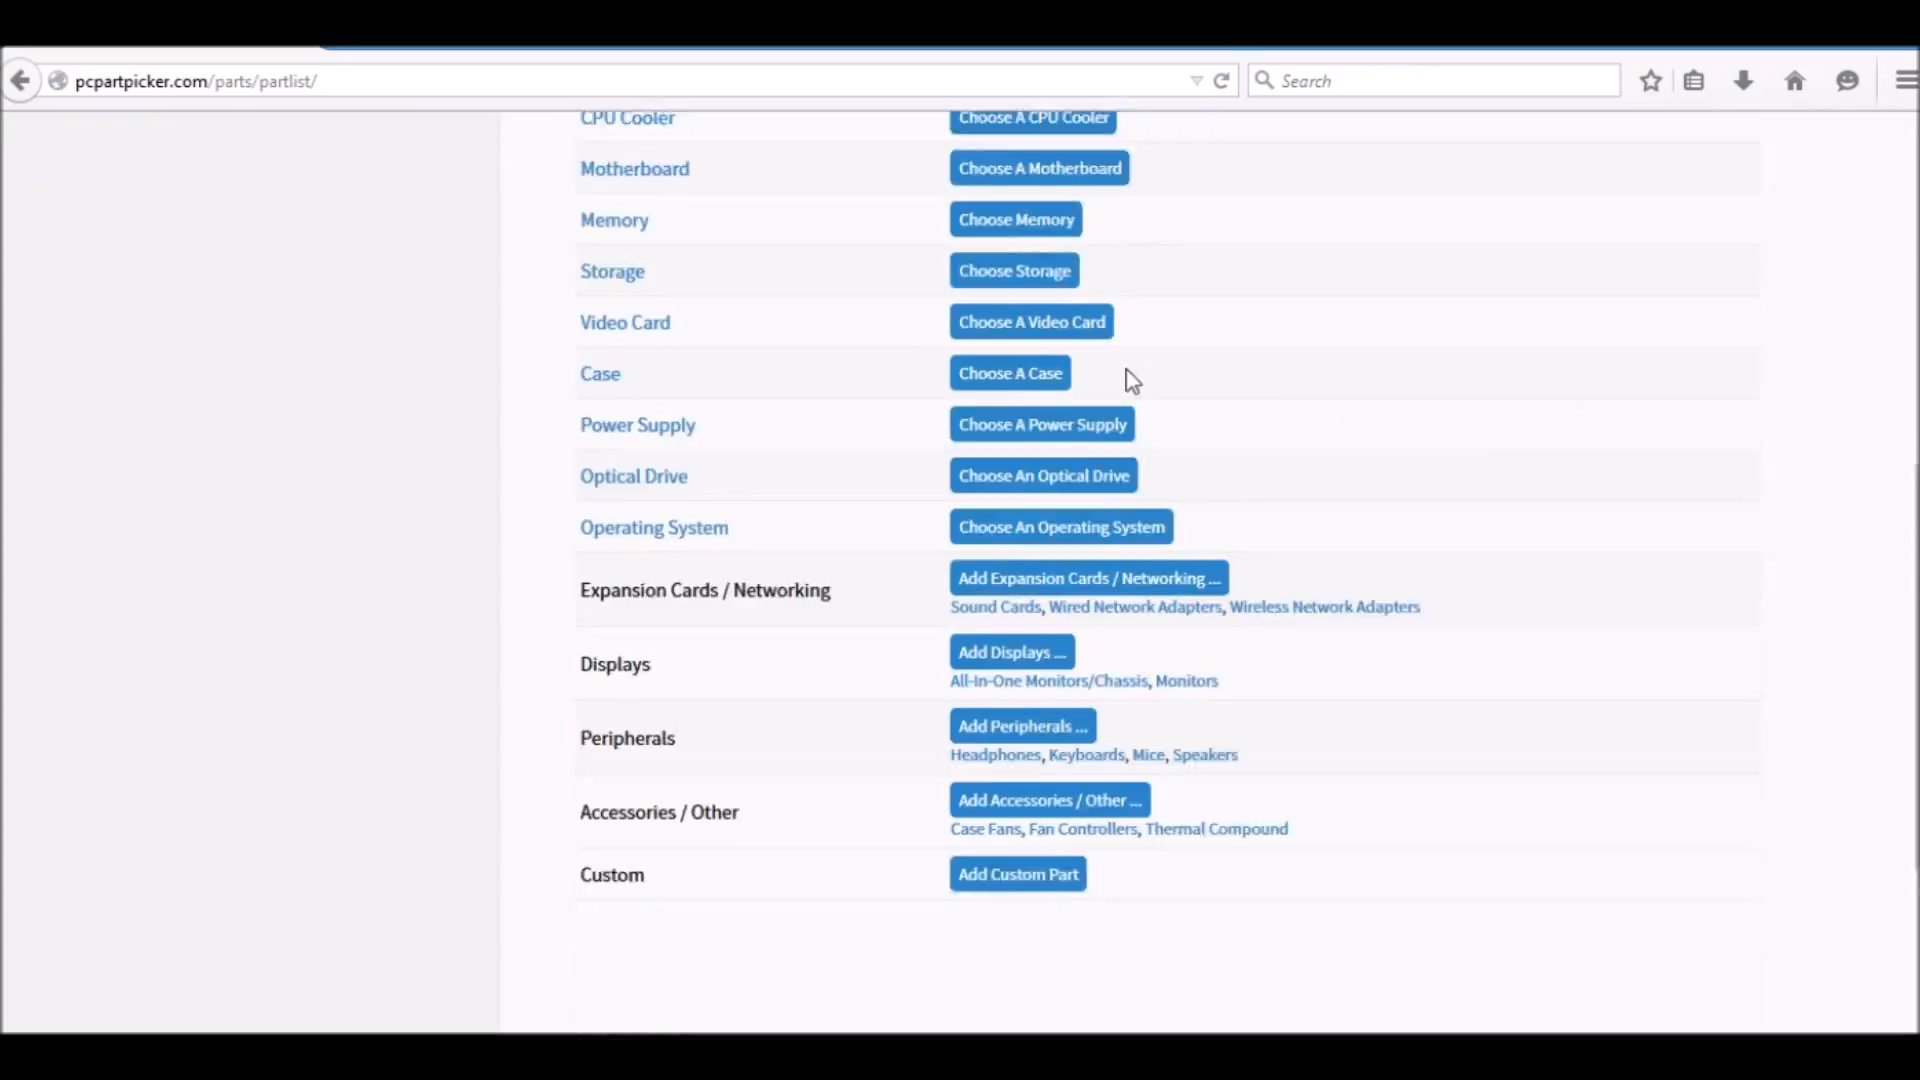 pcpartpicker.com/parts/partlist/ Search
CPU Cooler Choose A CPU Cooler
Motherboard Choose A Motherboard
Memory Choose Memory
Storage Choose Storage
Video Card Choose A Video Card
Case Choose A Case
Power Supply Choose A Power Supply
Optical Drive Choose An Optical Drive
Operating System Choose An Operating System
Expansion Cards / Networking Add Expansion Cards / Networking ...
Sound Cards, Wired Network Adapters, Wireless Network Adapters
Displays Add Displays ...
All-In-One Monitors/Chassis, Monitors
Peripherals Add Peripherals ...
Headphones, Keyboards, Mice, Speakers
Accessories / Other Add Accessories / Other ...
Case Fans, Fan Controllers, Thermal Compound
Custom Add Custom Part